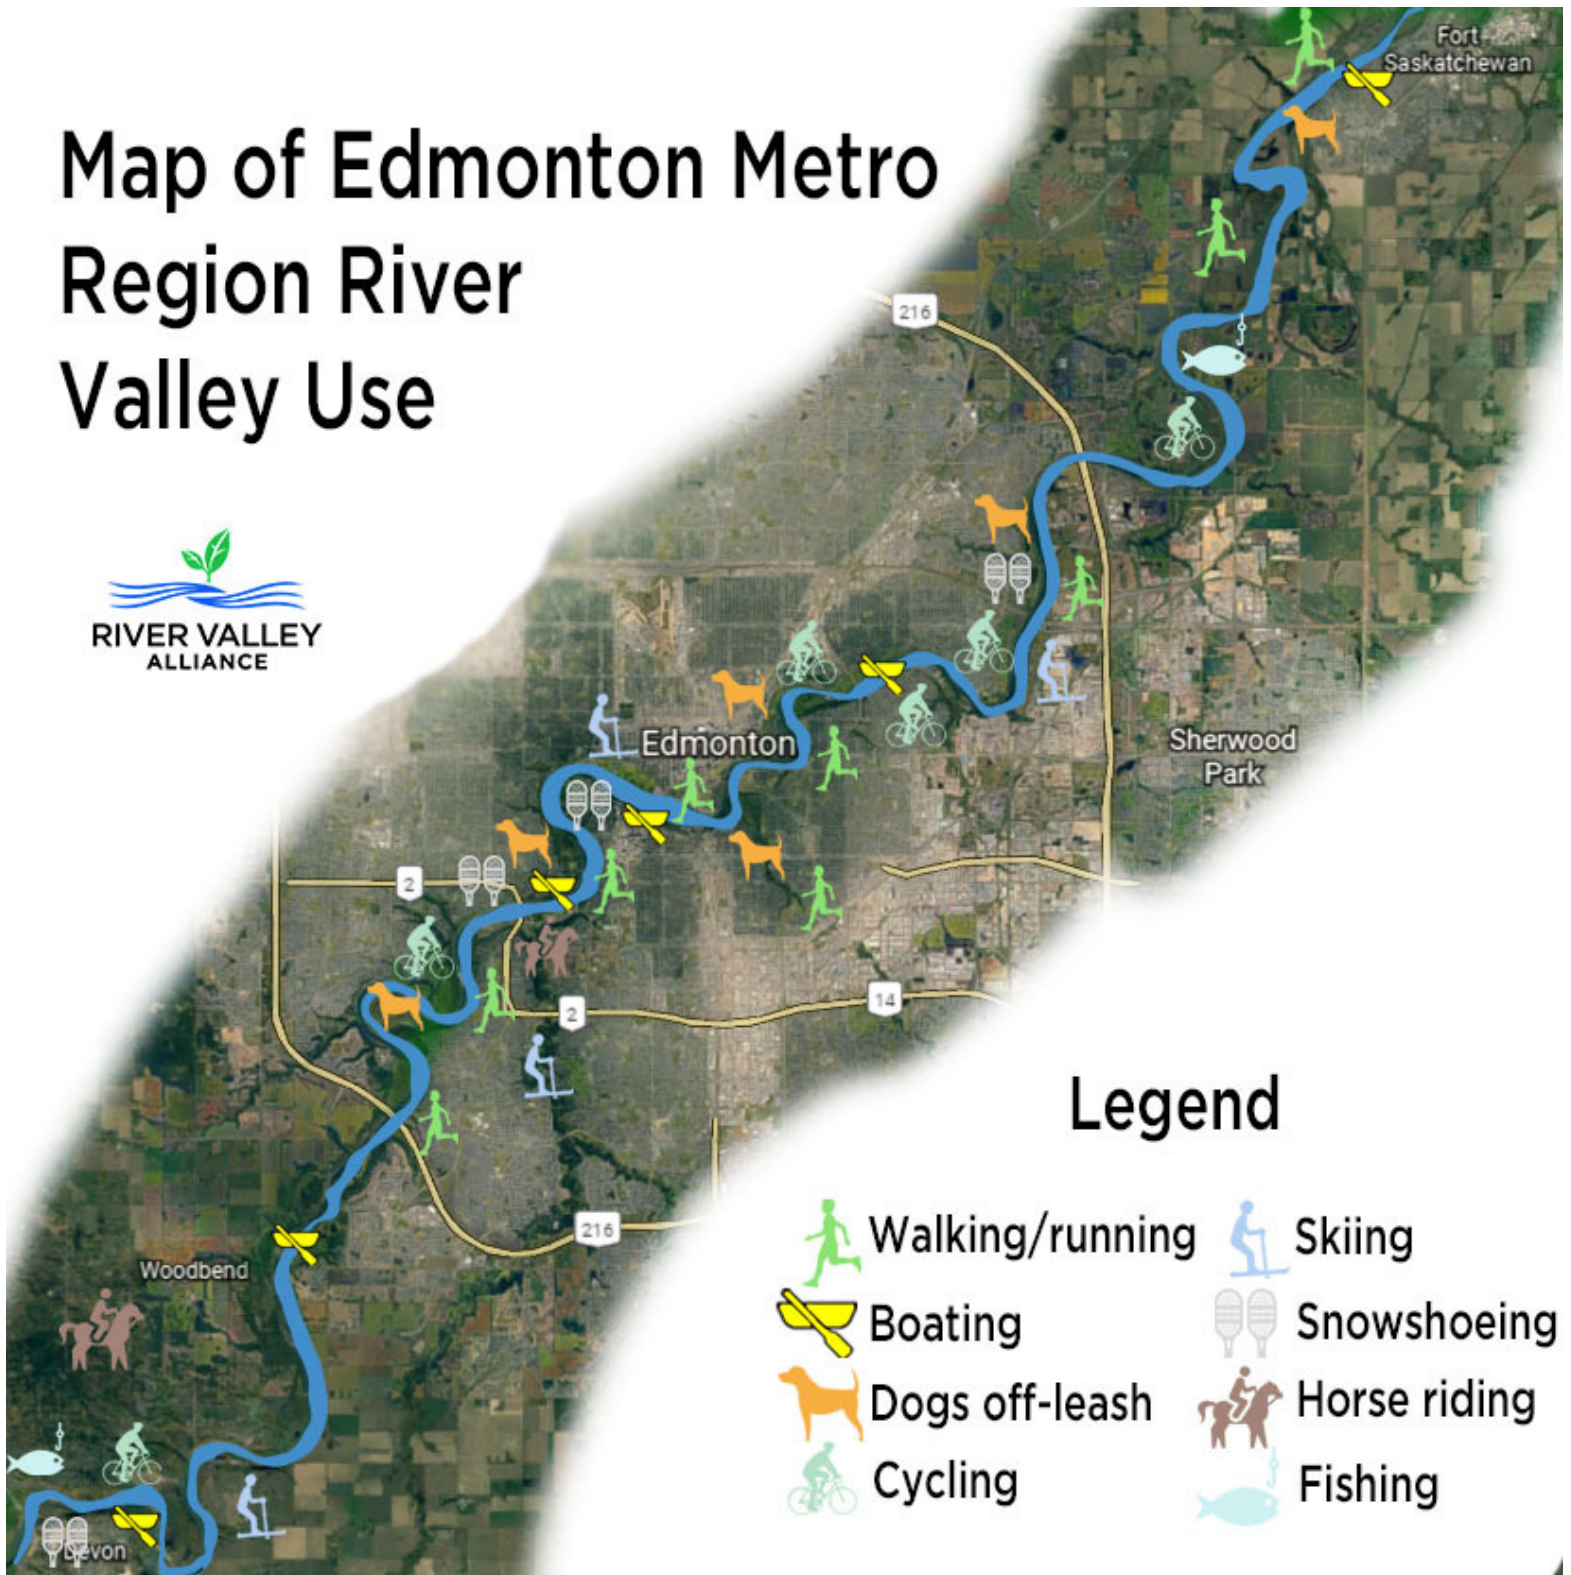 Map of Edmonton Metro
Region River
Valley Use
RIVER VALLEY
ALLIANCE
Fort
Saskatchewan
216
Edmonton
Sherwood
Park
2
2
14
216
Woodbend
Devon
Legend
Walking/running
Skiing
Boating
Snowshoeing
Dogs off-leash
Horse riding
Cycling
Fishing